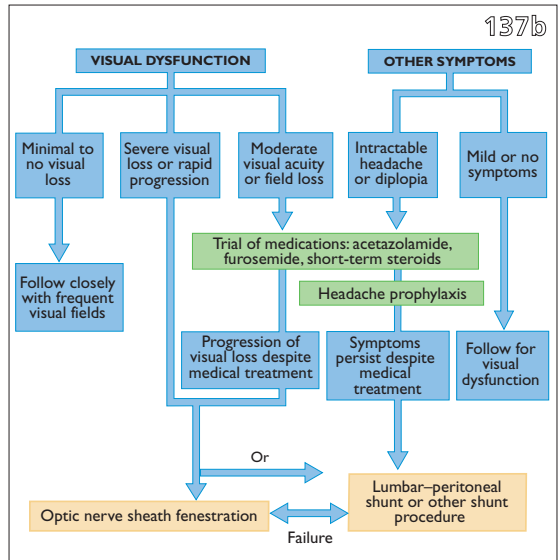 137b
VISUAL DYSFUNCTION
OTHER SYMPTOMS
Minimal to
no visual
loss
Severe visual
loss or rapid
progression
Moderate
visual acuity
or field loss
Intractable
headache
or diplopia
Mild or no
symptoms
Trial of medications: acetazolamide,
furosemide, short-term steroids
Follow closely
with frequent
visual fields
Headache prophylaxis
Progression of
visual loss despite
medical treatment
Symptoms
persist despite
medical
treatment
Follow for
visual
dysfunction
Or
Optic nerve sheath fenestration
Lumbar–peritoneal
shunt or other shunt
procedure
Failure